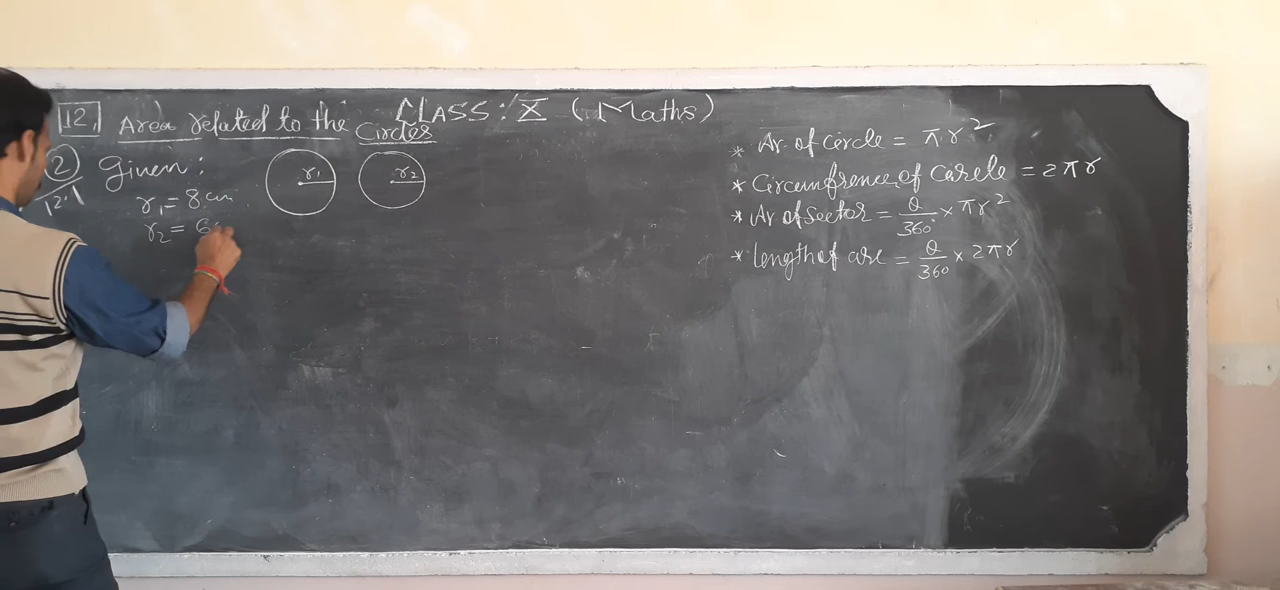 CLASS: X (Maths)
12. Area related to the Circles
2
12.1
Given:
r₁ = 8 cm
r₂ = 6
r₁
r₂
* Ar. of circle = πr²
* Circumfrence of carcle = 2πr
* Ar of sector = θ/360 × πr²
* length of arc = θ/360 × 2πr